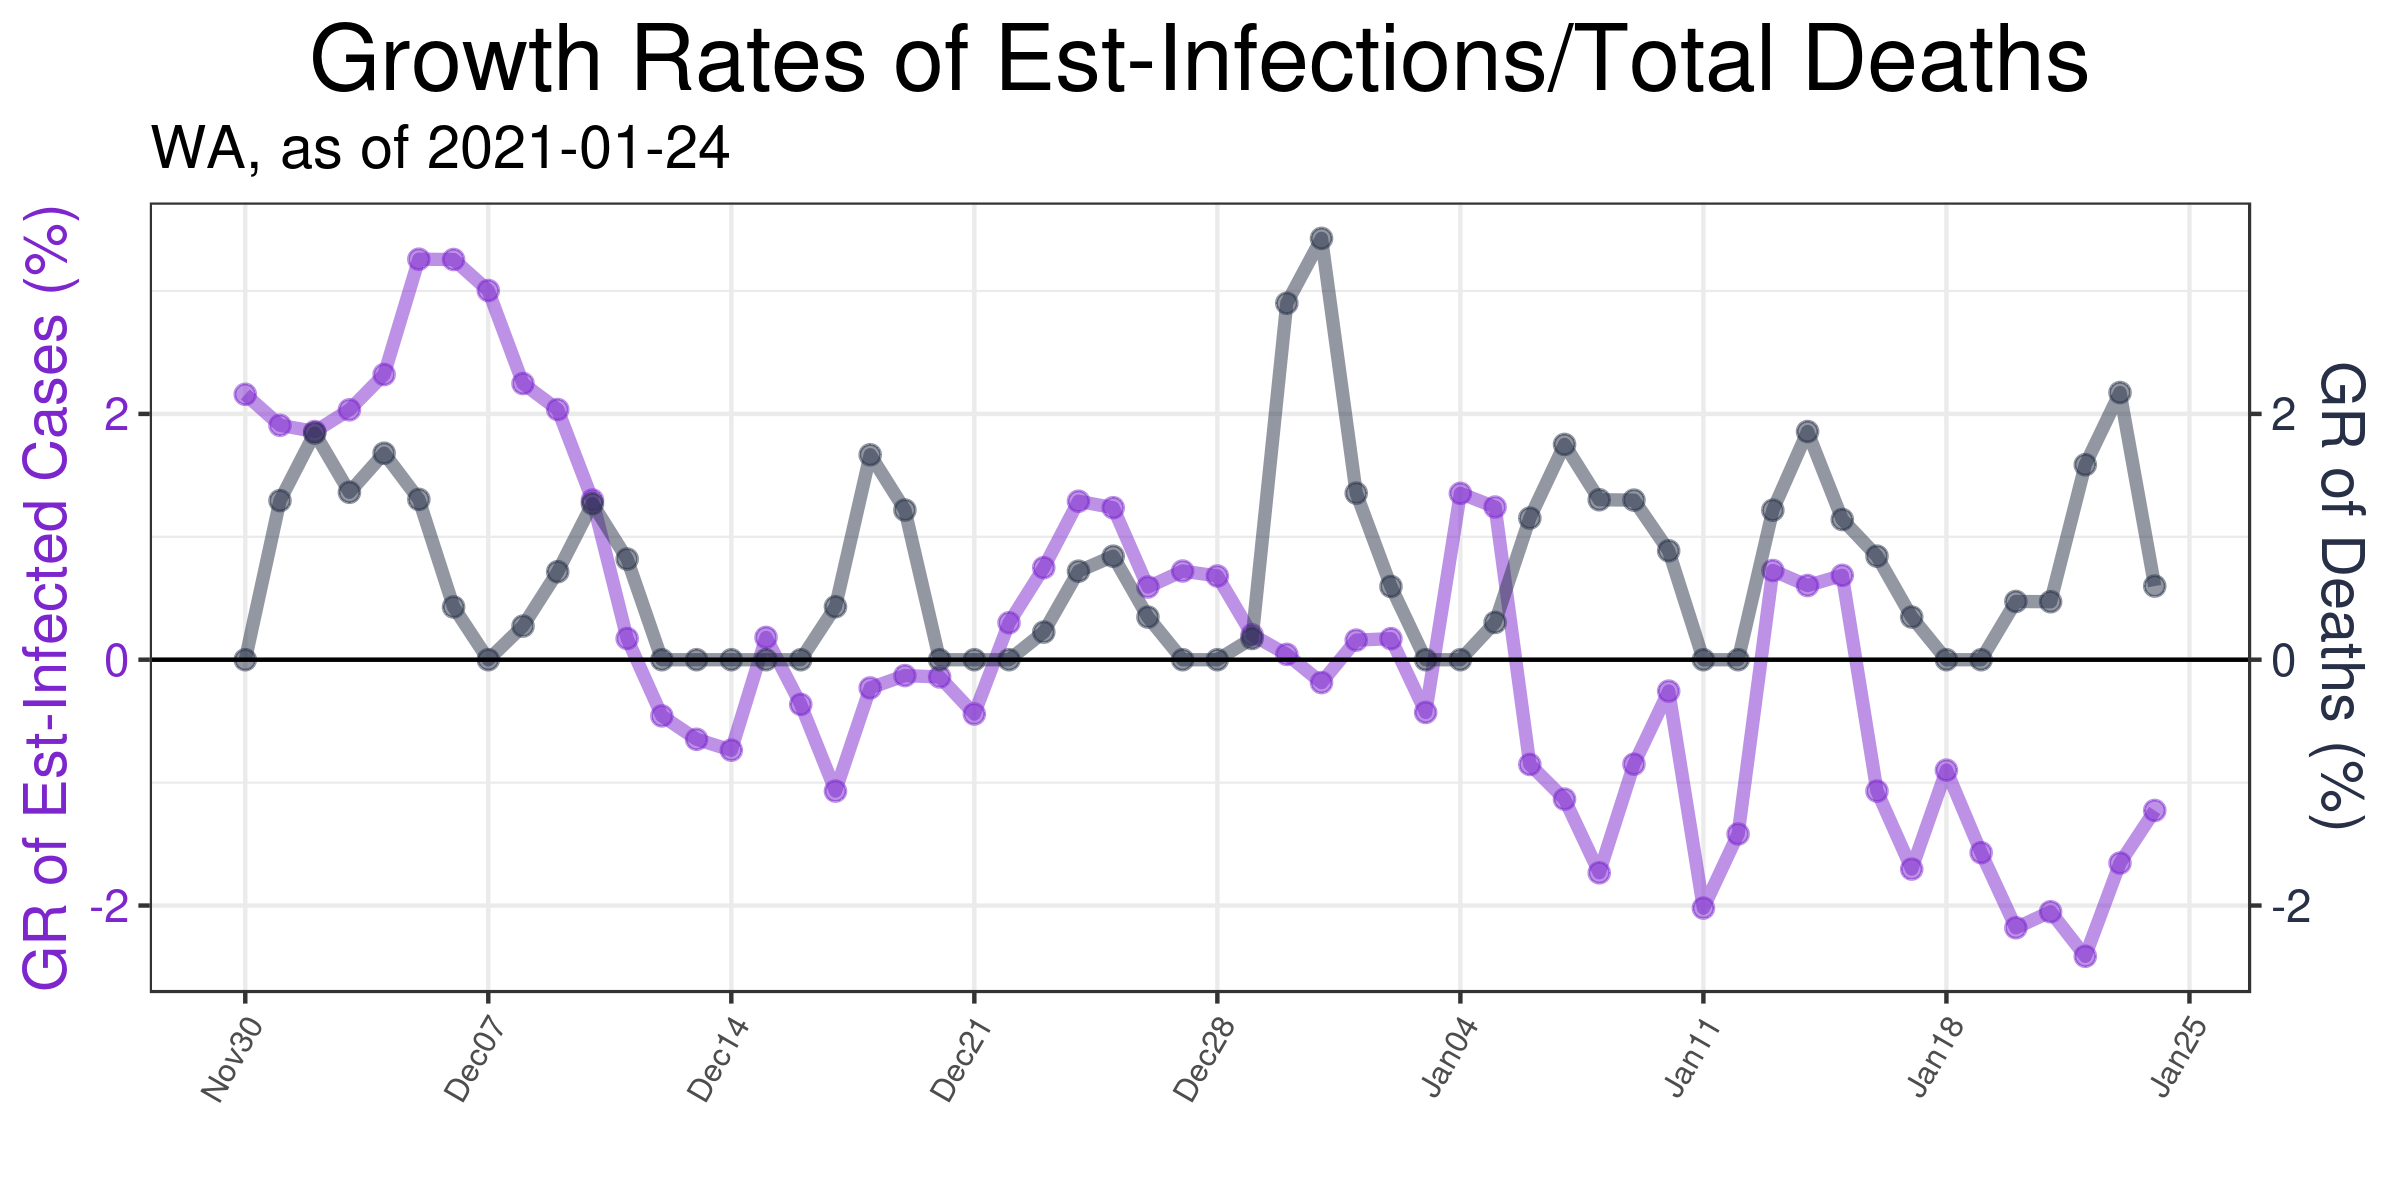 Growth Rates of Est-Infections/Total Deaths
WA, as of 2021-01-24
GR of Est-Infected Cases (%)
2
0
-2
2
0
-2
GR of Deaths (%)
Nov30
Dec07
Dec14
Dec21
Dec28
Jan04
Jan11
Jan18
Jan25